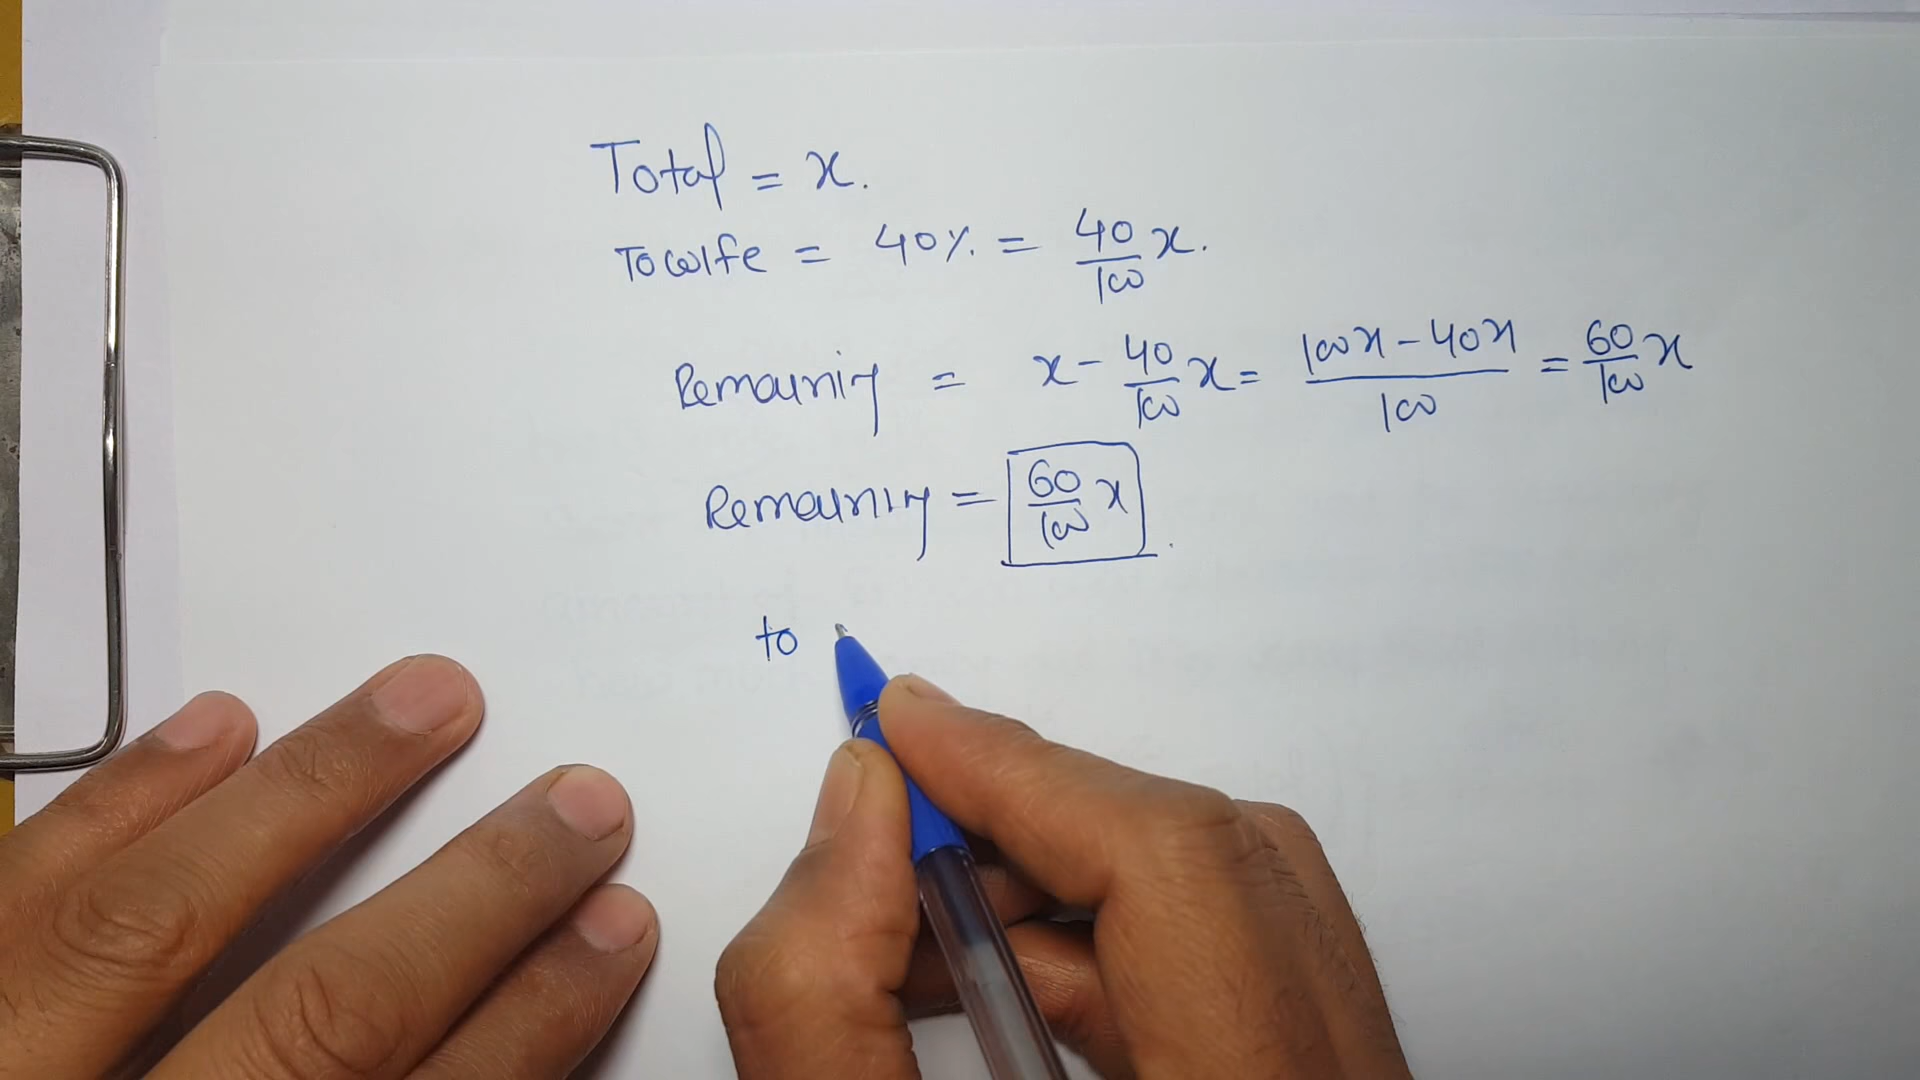 Total = x.
To wife = 40% = 40/100 x.
Remaining = x - 40/100 x = 100x - 40x / 100 = 60/100 x
Remaining = 60/100 x
to